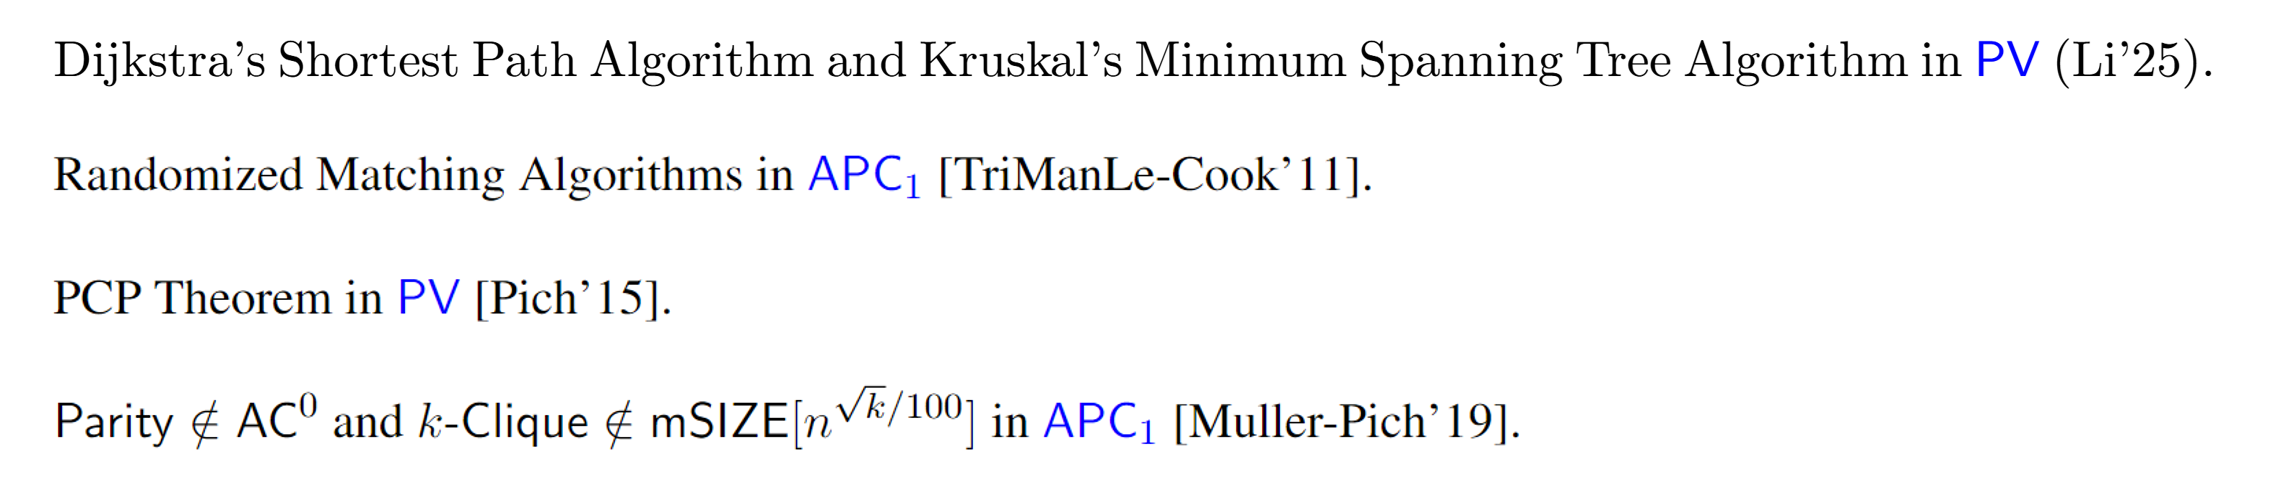 Dijkstra’s Shortest Path Algorithm and Kruskal’s Minimum Spanning Tree Algorithm in PV (Li’25).
Randomized Matching Algorithms in APC₁ [TriManLe-Cook’11].
PCP Theorem in PV [Pich’15].
Parity ∉ AC⁰ and k-Clique ∉ mSIZE[n^{√k/100}] in APC₁ [Muller-Pich’19].